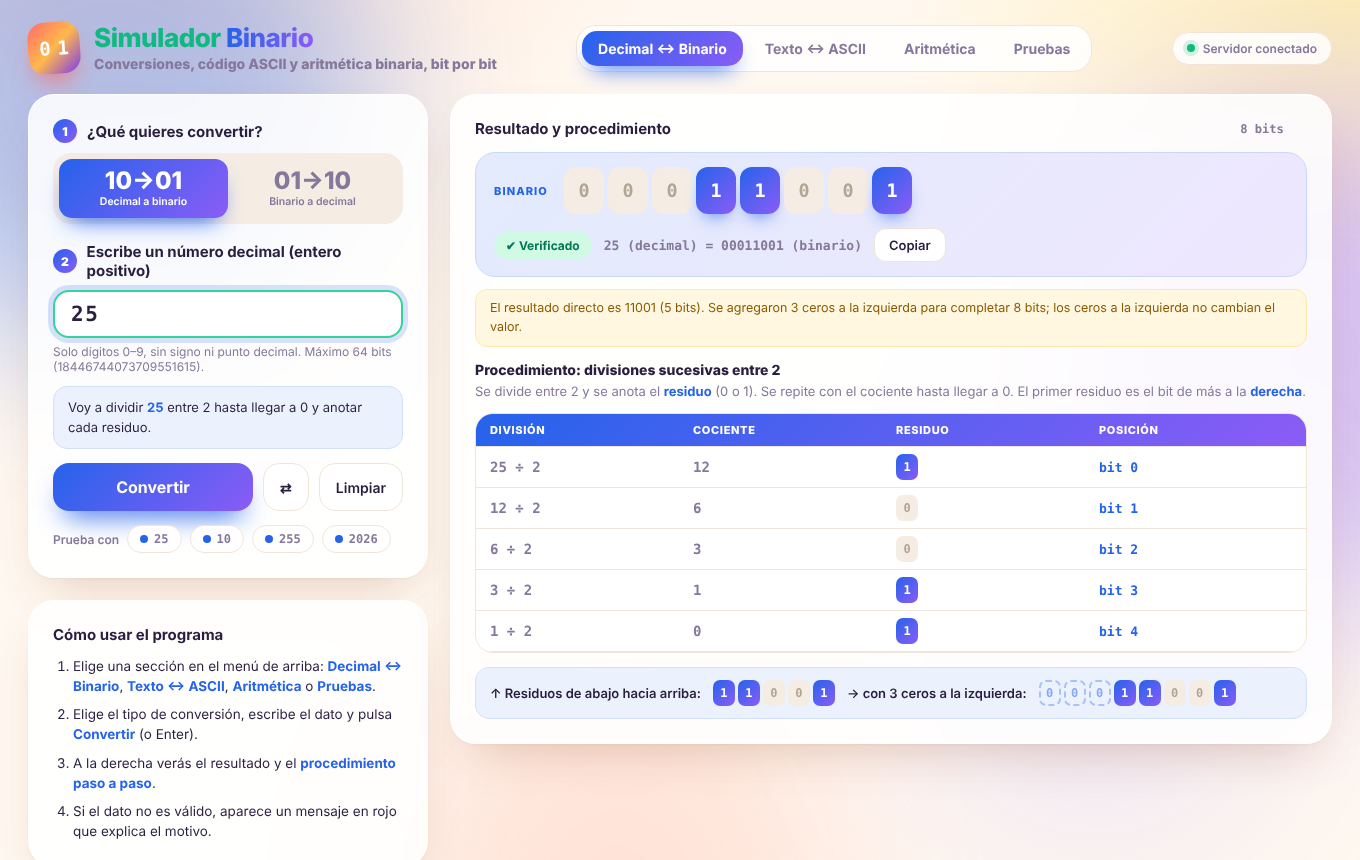 0 1
Simulador Binario
Conversiones, código ASCII y aritmética binaria, bit por bit
Decimal ↔ Binario
Texto ↔ ASCII
Aritmética
Pruebas
Servidor conectado
1 ¿Qué quieres convertir?
10→01
Decimal a binario
01→10
Binario a decimal
2 Escribe un número decimal (entero
positivo)
25
Solo dígitos 0–9, sin signo ni punto decimal. Máximo 64 bits
(18446744073709551615).
Voy a dividir 25 entre 2 hasta llegar a 0 y anotar
cada residuo.
Convertir
⇄
Limpiar
Prueba con 25 10 255 2026
Cómo usar el programa
1. Elige una sección en el menú de arriba: Decimal ↔
Binario, Texto ↔ ASCII, Aritmética o Pruebas.
2. Elige el tipo de conversión, escribe el dato y pulsa
Convertir (o Enter).
3. A la derecha verás el resultado y el procedimiento
paso a paso.
4. Si el dato no es válido, aparece un mensaje en rojo
que explica el motivo.
Resultado y procedimiento
8 bits
BINARIO 0 0 0 1 1 0 0 1
✔ Verificado 25 (decimal) = 00011001 (binario) Copiar
El resultado directo es 11001 (5 bits). Se agregaron 3 ceros a la izquierda para completar 8 bits; los ceros a la izquierda no cambian el
valor.
Procedimiento: divisiones sucesivas entre 2
Se divide entre 2 y se anota el residuo (0 o 1). Se repite con el cociente hasta llegar a 0. El primer residuo es el bit de más a la derecha.
DIVISIÓN COCIENTE RESIDUO POSICIÓN
25 ÷ 2 12 1 bit 0
12 ÷ 2 6 0 bit 1
6 ÷ 2 3 0 bit 2
3 ÷ 2 1 1 bit 3
1 ÷ 2 0 1 bit 4
↑ Residuos de abajo hacia arriba: 1 1 0 0 1 → con 3 ceros a la izquierda: 0 0 0 1 1 0 0 1